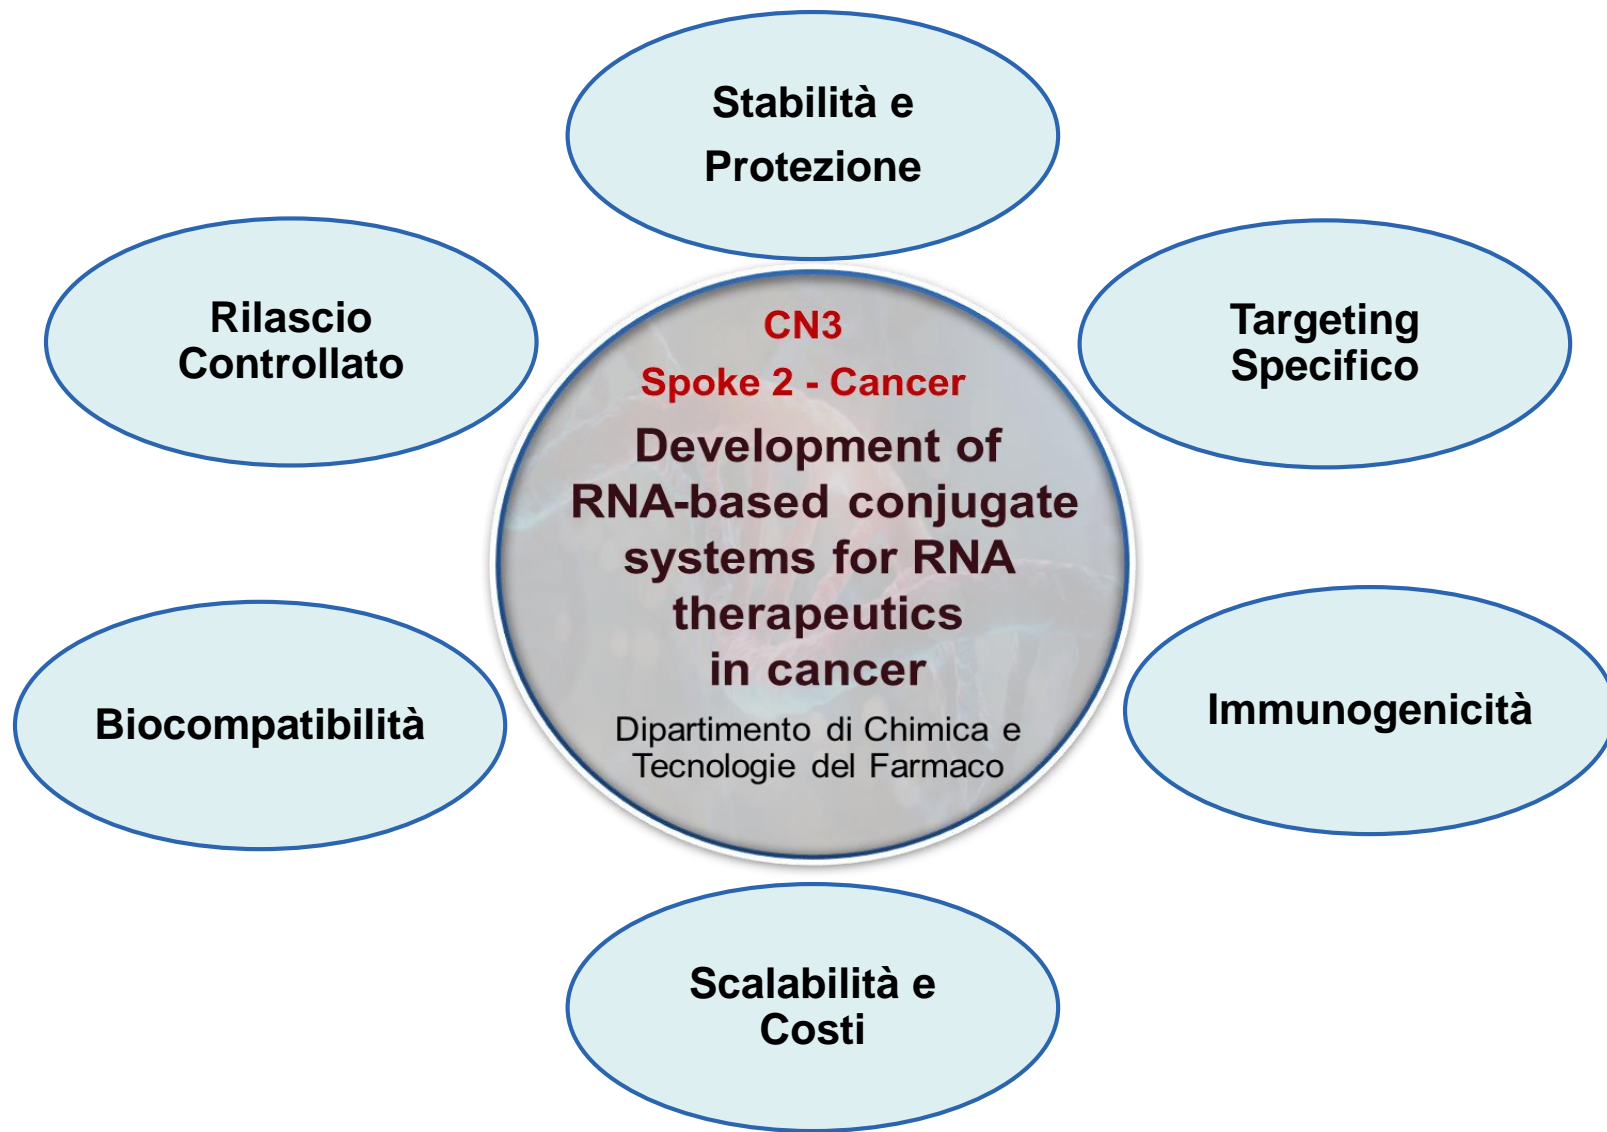 Stabilità e
Protezione
Rilascio
Controllato
Targeting
Specifico
CN3
Spoke 2 - Cancer
Development of
RNA-based conjugate
systems for RNA
therapeutics
in cancer
Dipartimento di Chimica e
Tecnologie del Farmaco
Biocompatibilità
Immunogenicità
Scalabilità e
Costi